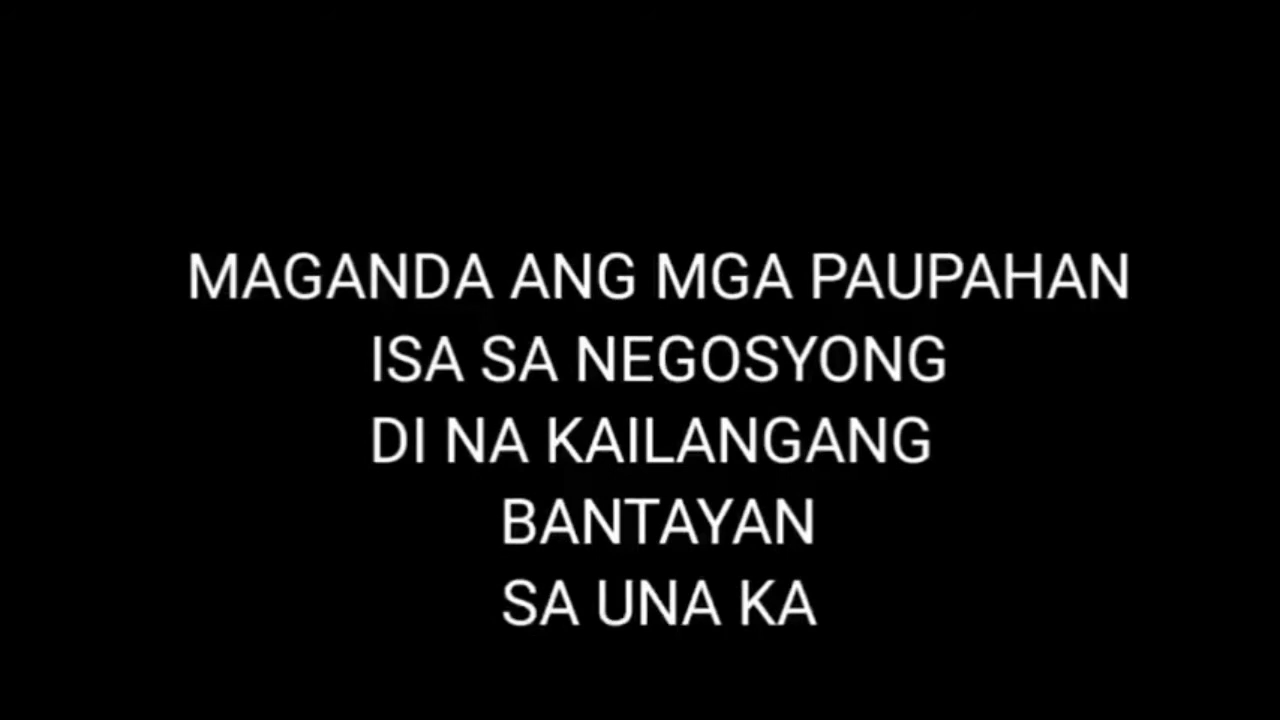 MAGANDA ANG MGA PAUPAHAN
ISA SA NEGOSYONG
DI NA KAILANGANG
BANTAYAN
SA UNA KA